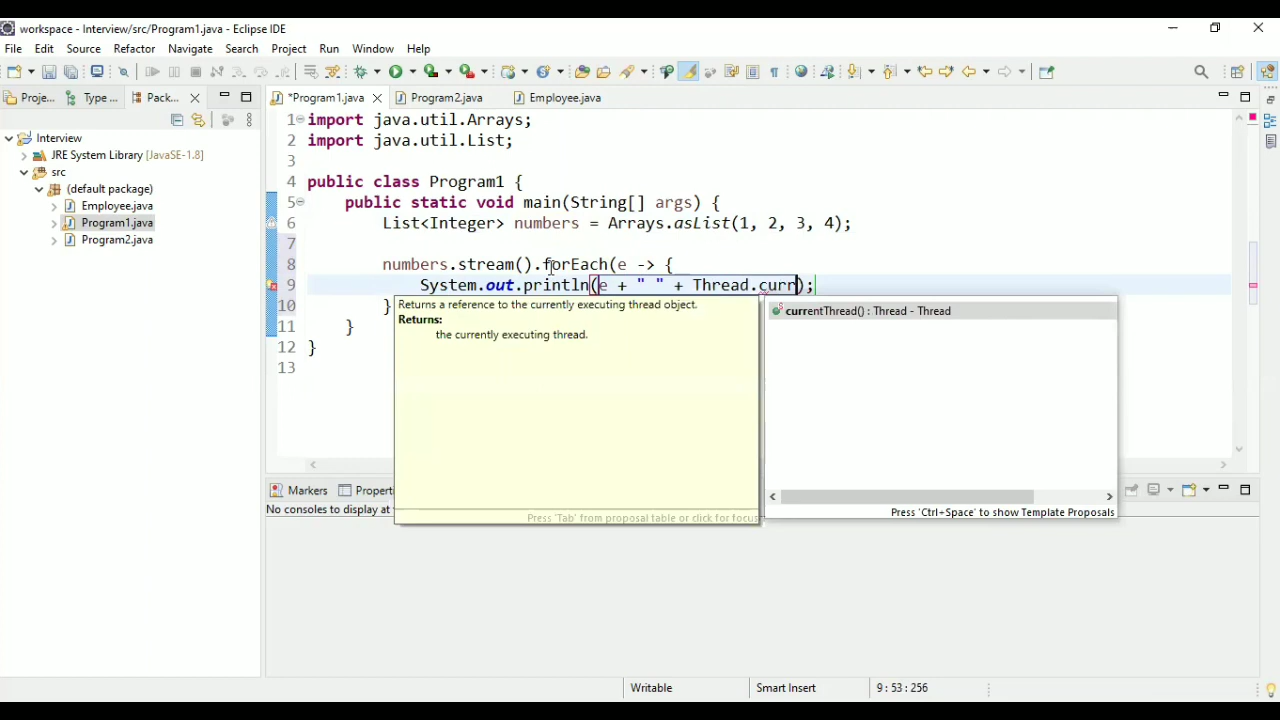 workspace - Interview/src/Program1.java - Eclipse IDE
File Edit Source Refactor Navigate Search Project Run Window Help
Proje... Type ... Pack... *Program1.java Program2.java Employee.java
Interview
JRE System Library [JavaSE-1.8]
src
(default package)
Employee.java
Program1.java
Program2.java
1 import java.util.Arrays;
2 import java.util.List;
3
4 public class Program1 {
5 public static void main(String[] args) {
6 List<Integer> numbers = Arrays.asList(1, 2, 3, 4);
7
8 numbers.stream().forEach(e -> {
9 System.out.println(e + " " + Thread.curr);
10 }
11 }
12 }
13
Returns a reference to the currently executing thread object.
Returns:
the currently executing thread.
Press 'Tab' from proposal table or click for focus
currentThread() : Thread - Thread
Press 'Ctrl+Space' to show Template Proposals
Markers Properti
No consoles to display at
Writable Smart Insert 9 : 53 : 256